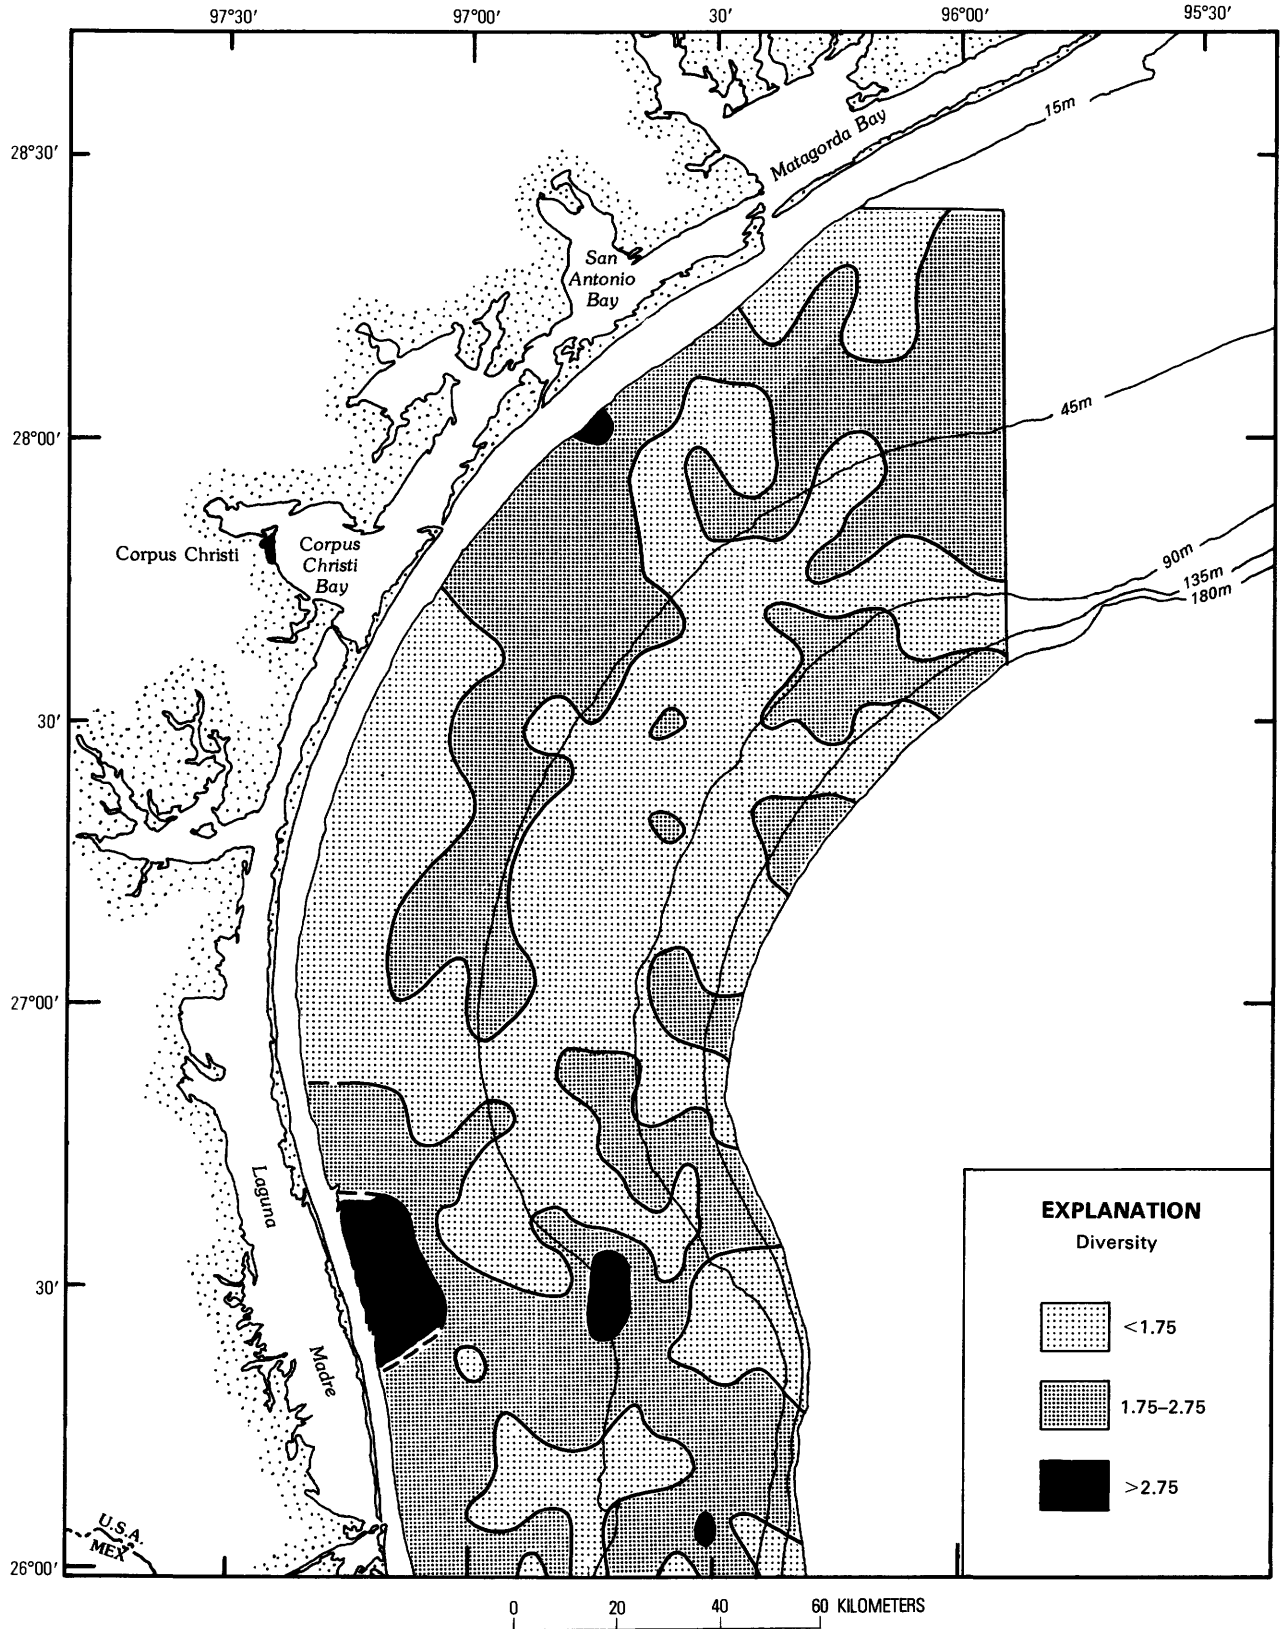 97°30′ 97°00′ 30′ 96°00′ 95°30′
15m
Matagorda Bay
28°30′
San
Antonio
Bay
45m
28°00′
Corpus Christi
Corpus
Christi
Bay
90m
135m
180m
30′
27°00′
Laguna
Madre
30′
EXPLANATION
Diversity
<1.75
1.75–2.75
>2.75
U.S.A.
MEX
26°00′
0 20 40 60 KILOMETERS